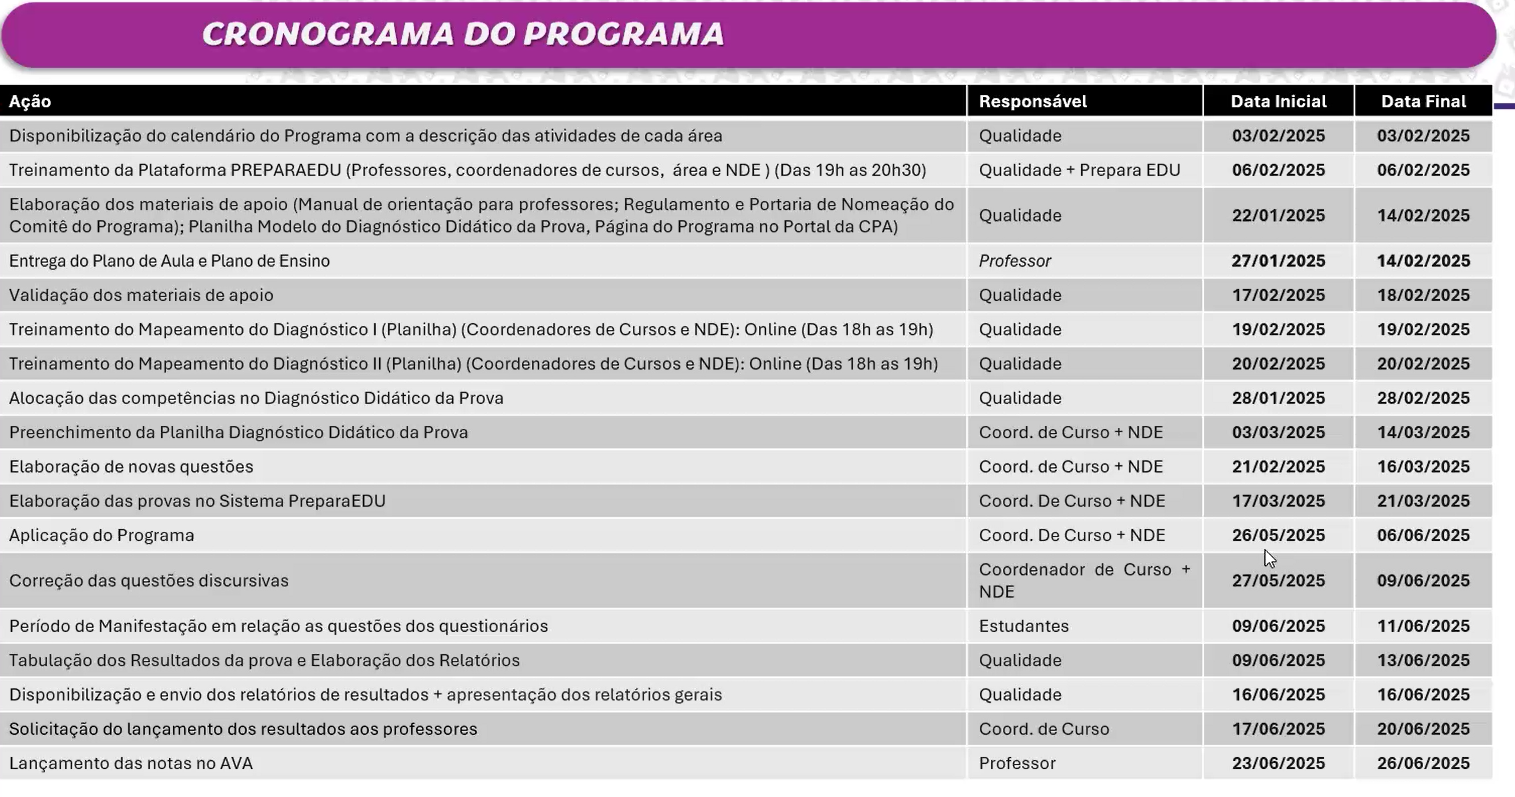 CRONOGRAMA DO PROGRAMA
Ação Responsável Data Inicial Data Final
Disponibilização do calendário do Programa com a descrição das atividades de cada área Qualidade 03/02/2025 03/02/2025
Treinamento da Plataforma PREPARAEDU (Professores, coordenadores de cursos, área e NDE ) (Das 19h as 20h30) Qualidade + Prepara EDU 06/02/2025 06/02/2025
Elaboração dos materiais de apoio (Manual de orientação para professores; Regulamento e Portaria de Nomeação do
Comitê do Programa); Planilha Modelo do Diagnóstico Didático da Prova, Página do Programa no Portal da CPA) Qualidade 22/01/2025 14/02/2025
Entrega do Plano de Aula e Plano de Ensino Professor 27/01/2025 14/02/2025
Validação dos materiais de apoio Qualidade 17/02/2025 18/02/2025
Treinamento do Mapeamento do Diagnóstico I (Planilha) (Coordenadores de Cursos e NDE): Online (Das 18h as 19h) Qualidade 19/02/2025 19/02/2025
Treinamento do Mapeamento do Diagnóstico II (Planilha) (Coordenadores de Cursos e NDE): Online (Das 18h as 19h) Qualidade 20/02/2025 20/02/2025
Alocação das competências no Diagnóstico Didático da Prova Qualidade 28/01/2025 28/02/2025
Preenchimento da Planilha Diagnóstico Didático da Prova Coord. de Curso + NDE 03/03/2025 14/03/2025
Elaboração de novas questões Coord. de Curso + NDE 21/02/2025 16/03/2025
Elaboração das provas no Sistema PreparaEDU Coord. De Curso + NDE 17/03/2025 21/03/2025
Aplicação do Programa Coord. De Curso + NDE 26/05/2025 06/06/2025
Correção das questões discursivas Coordenador de Curso +
NDE 27/05/2025 09/06/2025
Período de Manifestação em relação as questões dos questionários Estudantes 09/06/2025 11/06/2025
Tabulação dos Resultados da prova e Elaboração dos Relatórios Qualidade 09/06/2025 13/06/2025
Disponibilização e envio dos relatórios de resultados + apresentação dos relatórios gerais Qualidade 16/06/2025 16/06/2025
Solicitação do lançamento dos resultados aos professores Coord. de Curso 17/06/2025 20/06/2025
Lançamento das notas no AVA Professor 23/06/2025 26/06/2025